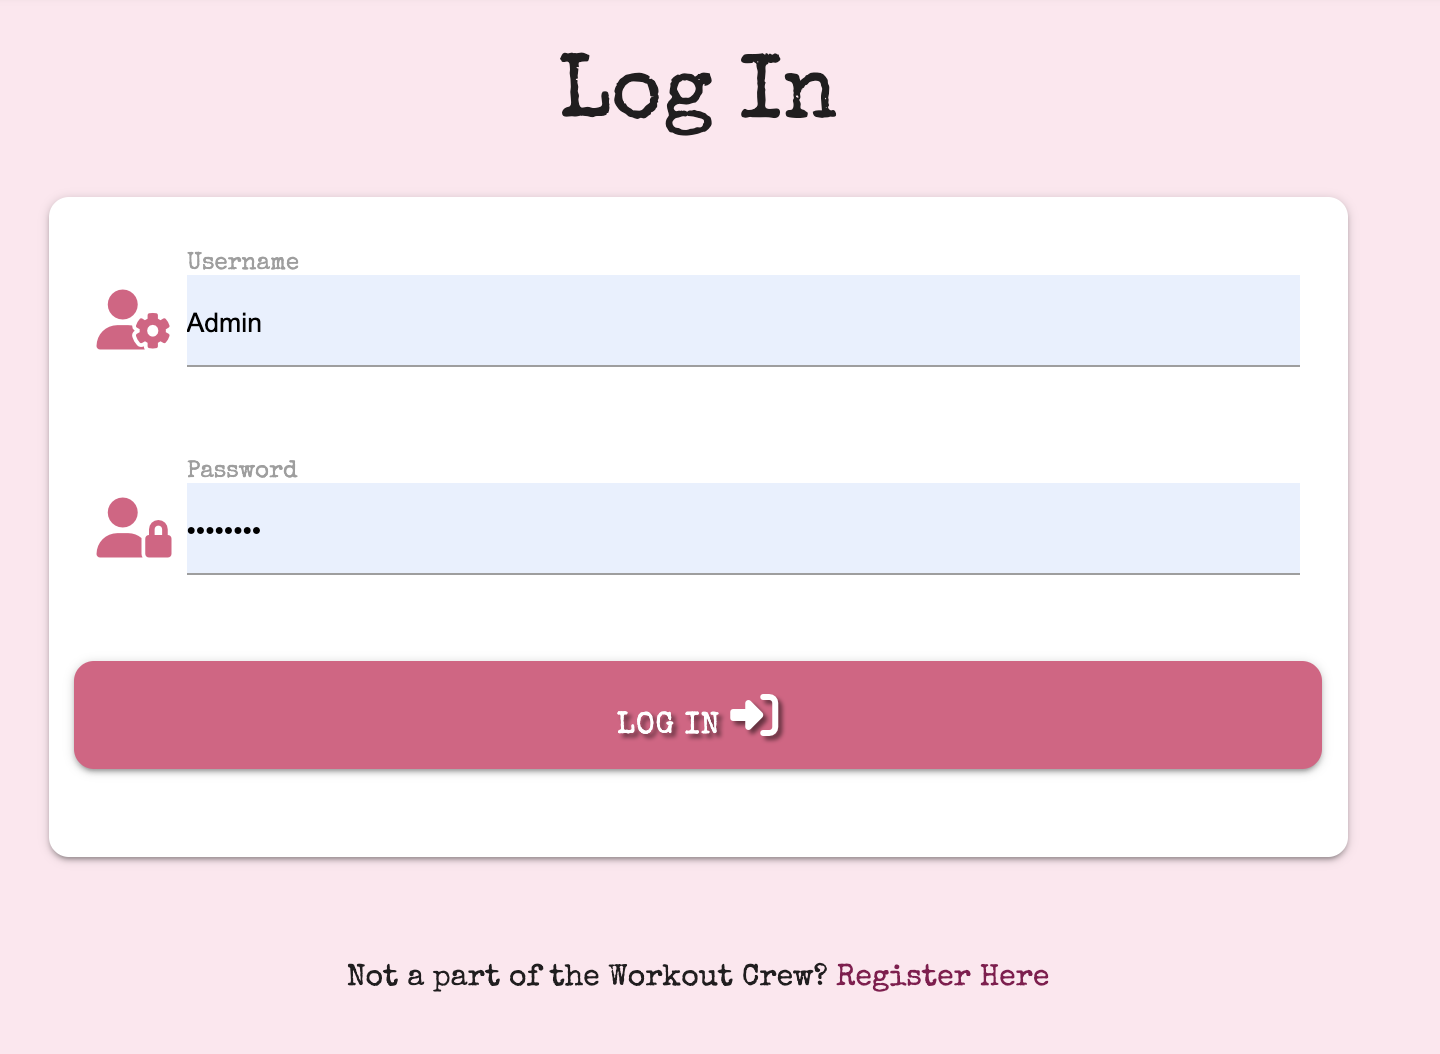 Log In
Username
Admin
Password
••••••••
LOG IN
Not a part of the Workout Crew? Register Here